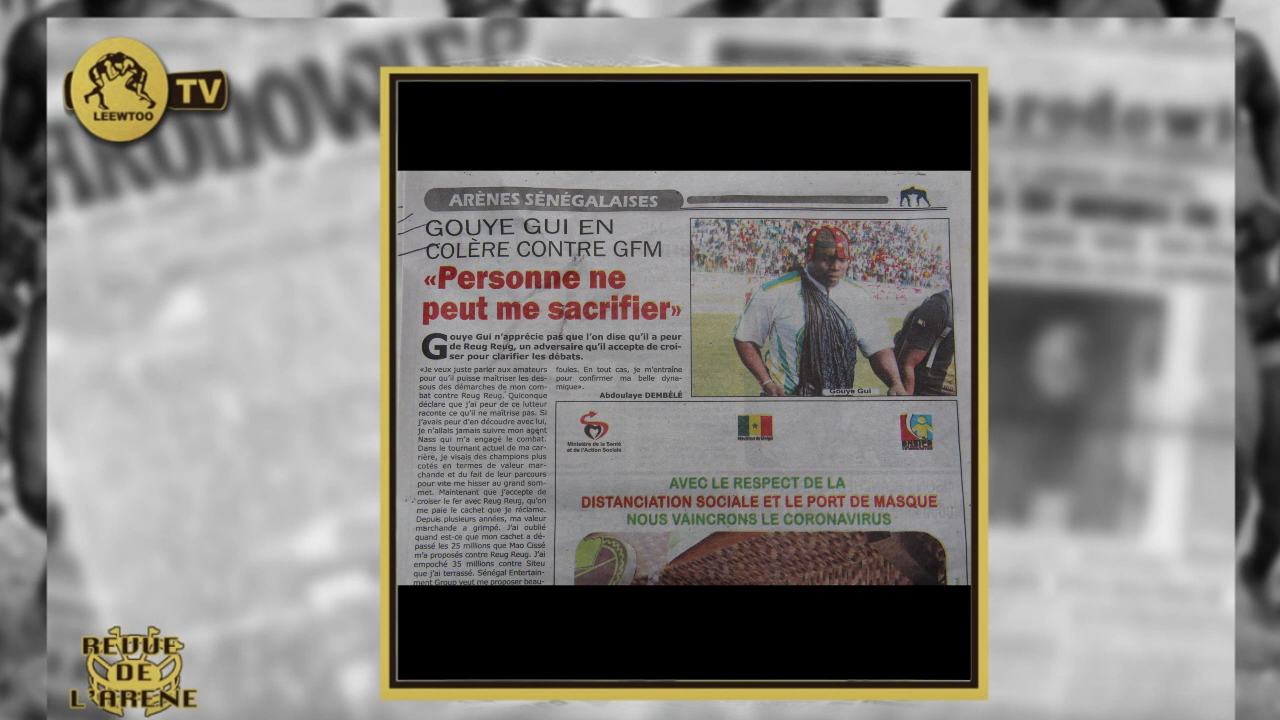 LEEWTOO
TV
ARÈNES SÉNÉGALAISES
GOUYE GUI EN
COLÈRE CONTRE GFM
«Personne ne
peut me sacrifier»
Gouye Gui n'apprécie pas que l'on dise qu'il a peur
de Reug Reug, un adversaire qu'il accepte de croi-
ser pour clarifier les débats.
«Je veux juste parler aux amateurs
pour qu'il puisse maîtriser les des-
sous des démarches de mon com-
bat contre Reug Reug. Quiconque
déclare que j'ai peur de ce lutteur
raconte ce qu'il ne maîtrise pas. Si
j'avais peur d'en découdre avec lui,
je n'allais jamais suivre mon agent
Nass qui m'a engagé le combat.
Dans le tournant actuel de ma car-
rière, je visais des champions plus
cotés en termes de valeur mar-
chande et du fait de leur parcours
pour vite me hisser au grand som-
met. Maintenant que j'accepte de
croiser le fer avec Reug Reug, qu'on
me paie le cachet que je réclame.
Depuis plusieurs années, ma valeur
marchande a grimpé. J'ai oublié
quand est-ce que mon cachet a dé-
passé les 25 millions que Mao Cissé
m'a proposés contre Reug Reug. J'ai
empoché 35 millions contre Siteu
que j'ai terrassé. Sénégal Entertain-
ment Group veut me proposer beau-
foules. En tout cas, je m'entraîne
pour confirmer ma belle dyna-
mique».
Abdoulaye DEMBÉLÉ
Gouye Gui
Ministère de la Santé
et de l'Action Sociale
République du Sénégal
AVEC LE RESPECT DE LA
DISTANCIATION SOCIALE ET LE PORT DE MASQUE
NOUS VAINCRONS LE CORONAVIRUS
REVUE
DE
L'ARENE